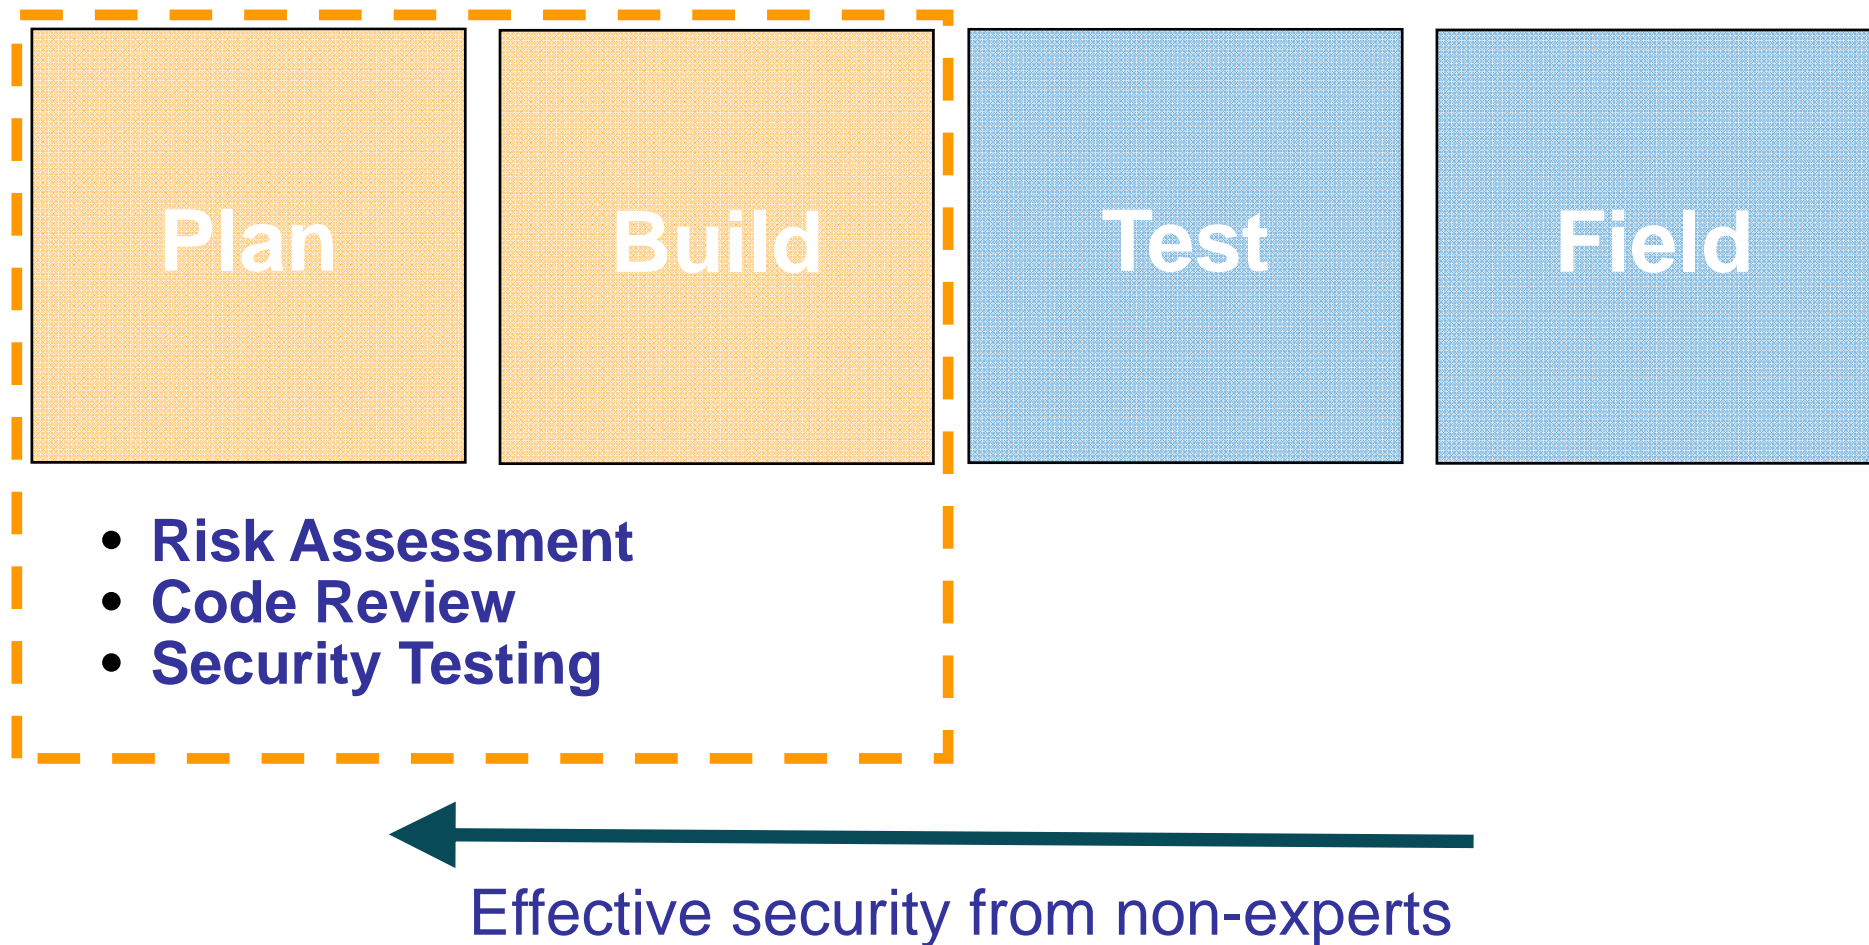 Plan Build Test Field
• Risk Assessment
• Code Review
• Security Testing
Effective security from non-experts